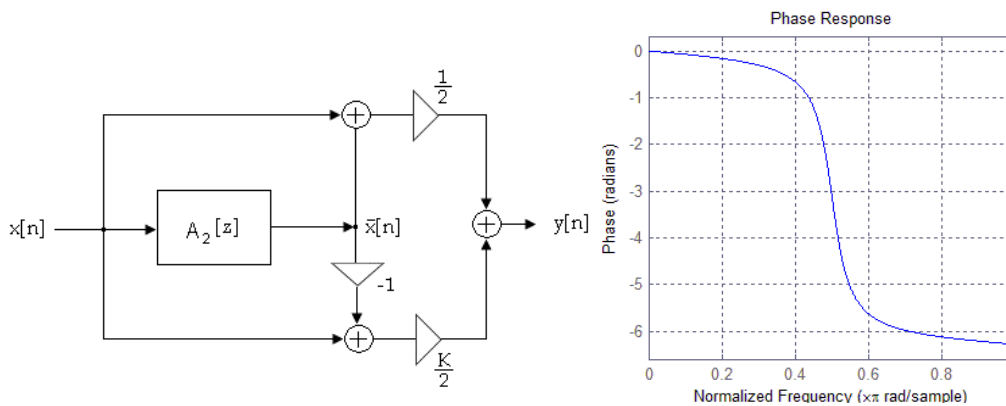 1
2
x[n]
A2[z]
x̄[n]
y[n]
-1
K
2
Phase Response
Phase (radians)
0
-1
-2
-3
-4
-5
-6
0 0.2 0.4 0.6 0.8
Normalized Frequency (×π rad/sample)